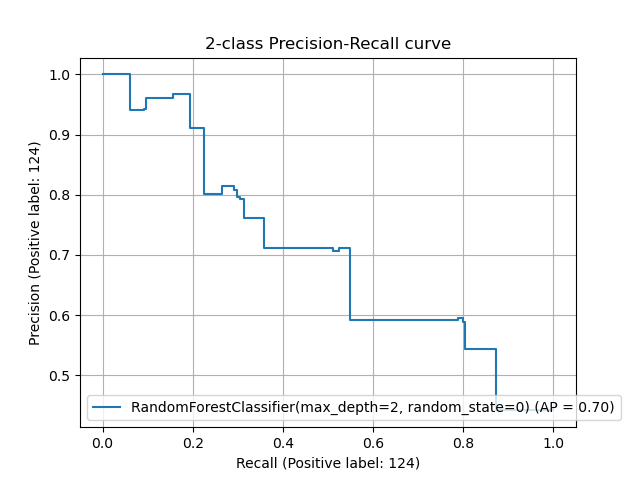 2-class Precision-Recall curve
Precision (Positive label: 124)
1.0
0.9
0.8
0.7
0.6
0.5
RandomForestClassifier(max_depth=2, random_state=0) (AP = 0.70)
0.0 0.2 0.4 0.6 0.8 1.0
Recall (Positive label: 124)